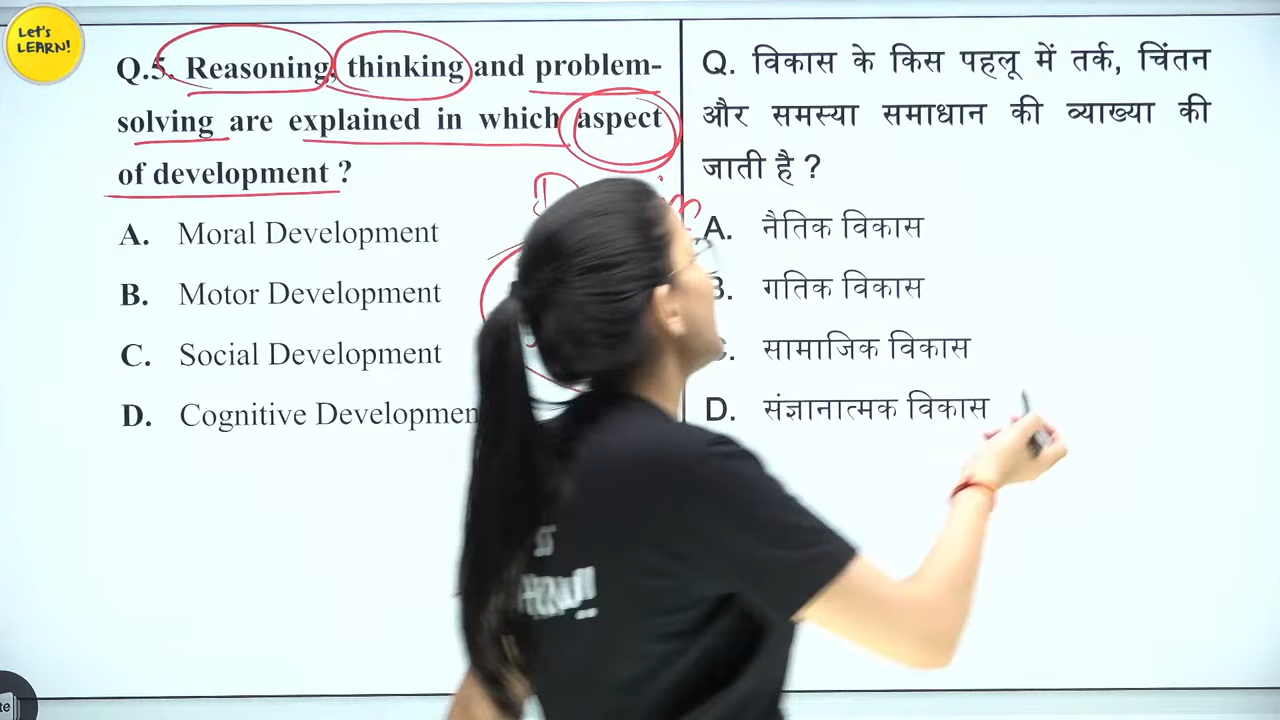 Let's
LEARN!
Q.5. Reasoning, thinking and problem-
solving are explained in which aspect
of development ?
A. Moral Development
B. Motor Development
C. Social Development
D. Cognitive Developmen
Q. विकास के किस पहलू में तर्क, चिंतन
और समस्या समाधान की व्याख्या की
जाती है ?
A. नैतिक विकास
B. गतिक विकास
C. सामाजिक विकास
D. संज्ञानात्मक विकास